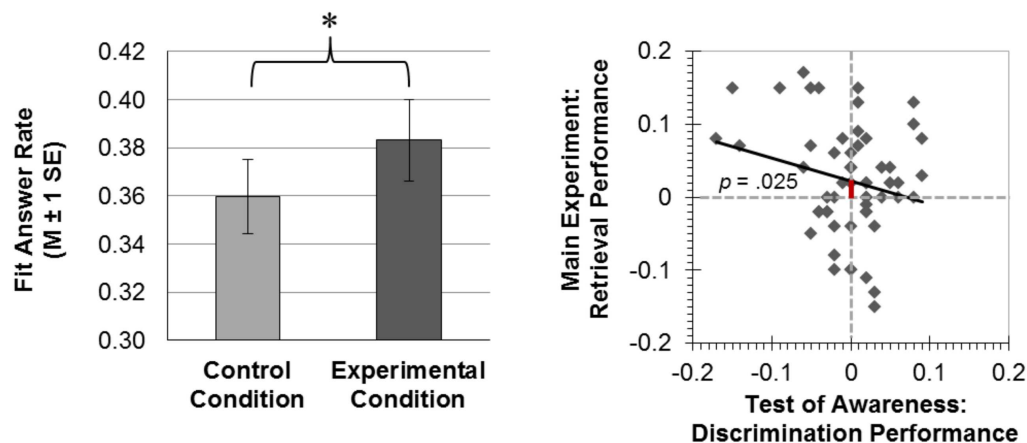 Fit Answer Rate
(M ± 1 SE)
0.42
0.40
0.38
0.36
0.34
0.32
0.30
*
Control
Condition
Experimental
Condition
Main Experiment:
Retrieval Performance
0.2
0.1
0
-0.1
-0.2
p = .025
-0.2
-0.1
0
0.1
0.2
Test of Awareness:
Discrimination Performance